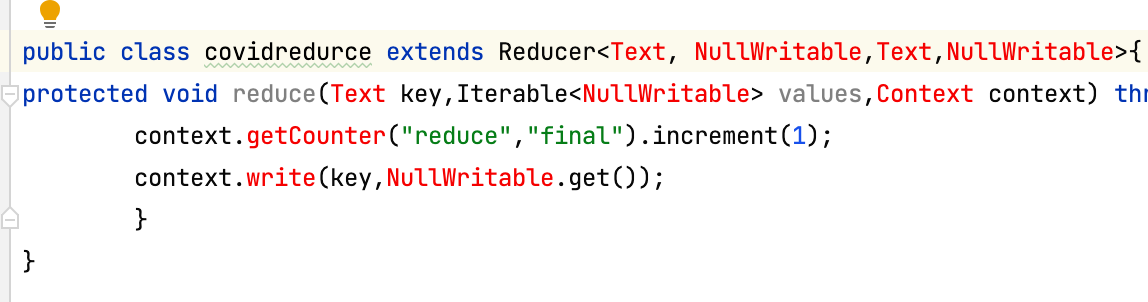 public class covidredurce extends Reducer<Text, NullWritable,Text,NullWritable>{
protected void reduce(Text key,Iterable<NullWritable> values,Context context) thr
context.getCounter("reduce","final").increment(1);
context.write(key,NullWritable.get());
}
}